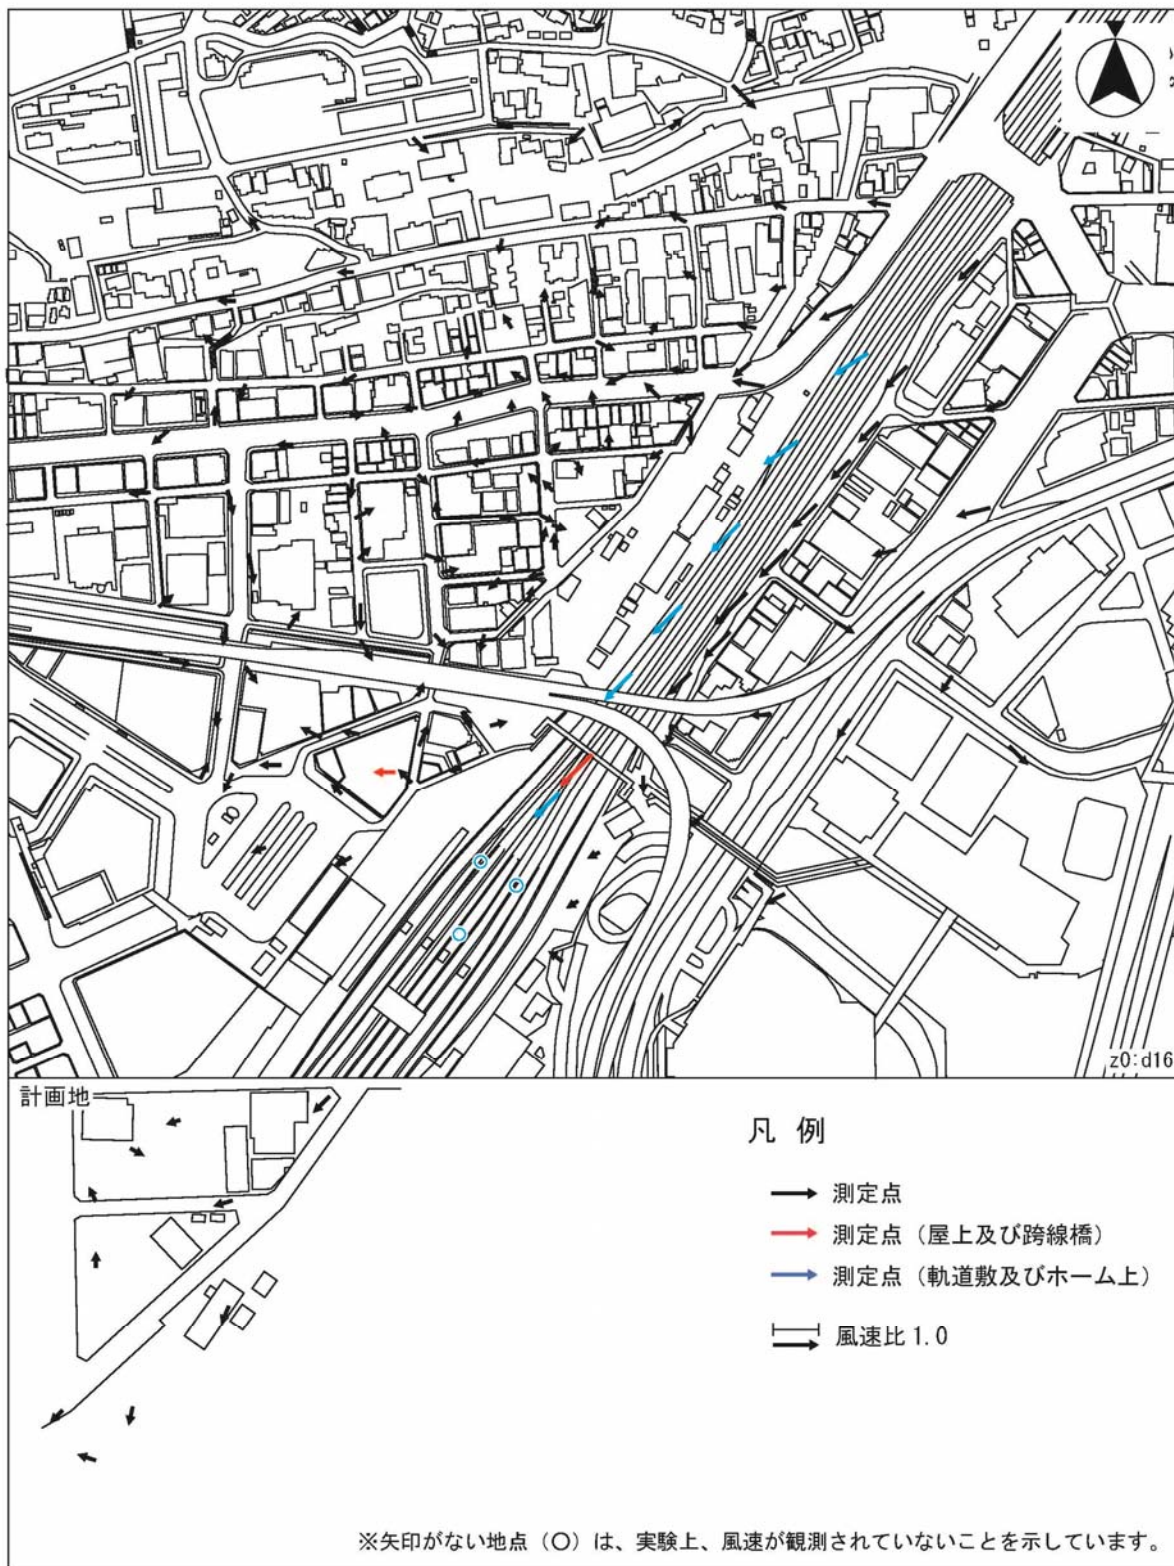 z0:d16
計画地
凡 例
測定点
測定点（屋上及び跨線橋）
測定点（軌道敷及びホーム上）
風速比 1.0
※矢印がない地点（○）は、実験上、風速が観測されていないことを示しています。